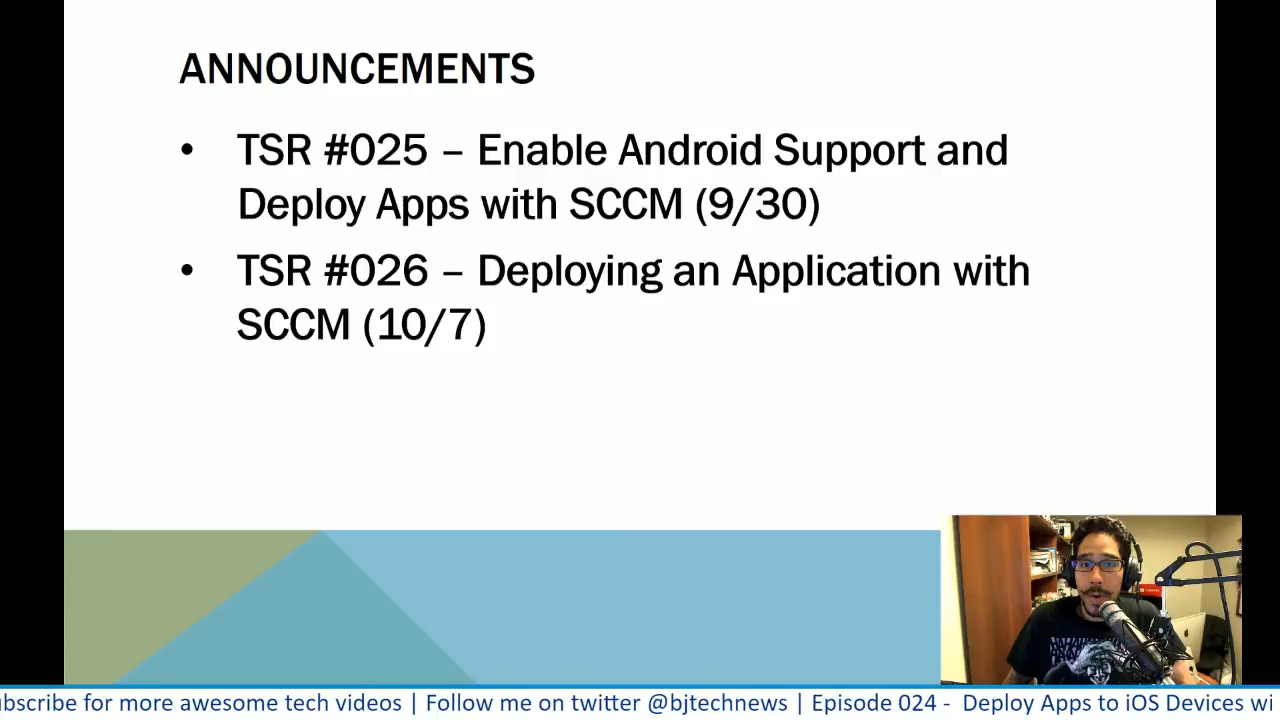 ANNOUNCEMENTS
• TSR #025 – Enable Android Support and
Deploy Apps with SCCM (9/30)
• TSR #026 – Deploying an Application with
SCCM (10/7)
for more awesome tech videos | Follow me on twitter @bjtechnews | Episode 024 - Deploy Apps to iOS Devices